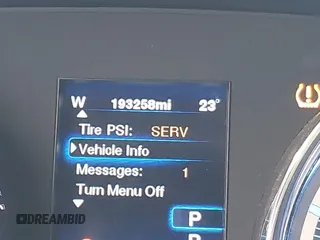 W 193258mi 23°
Tire PSI: SERV
Vehicle Info
Messages: 1
Turn Menu Off
P
DREAMBID